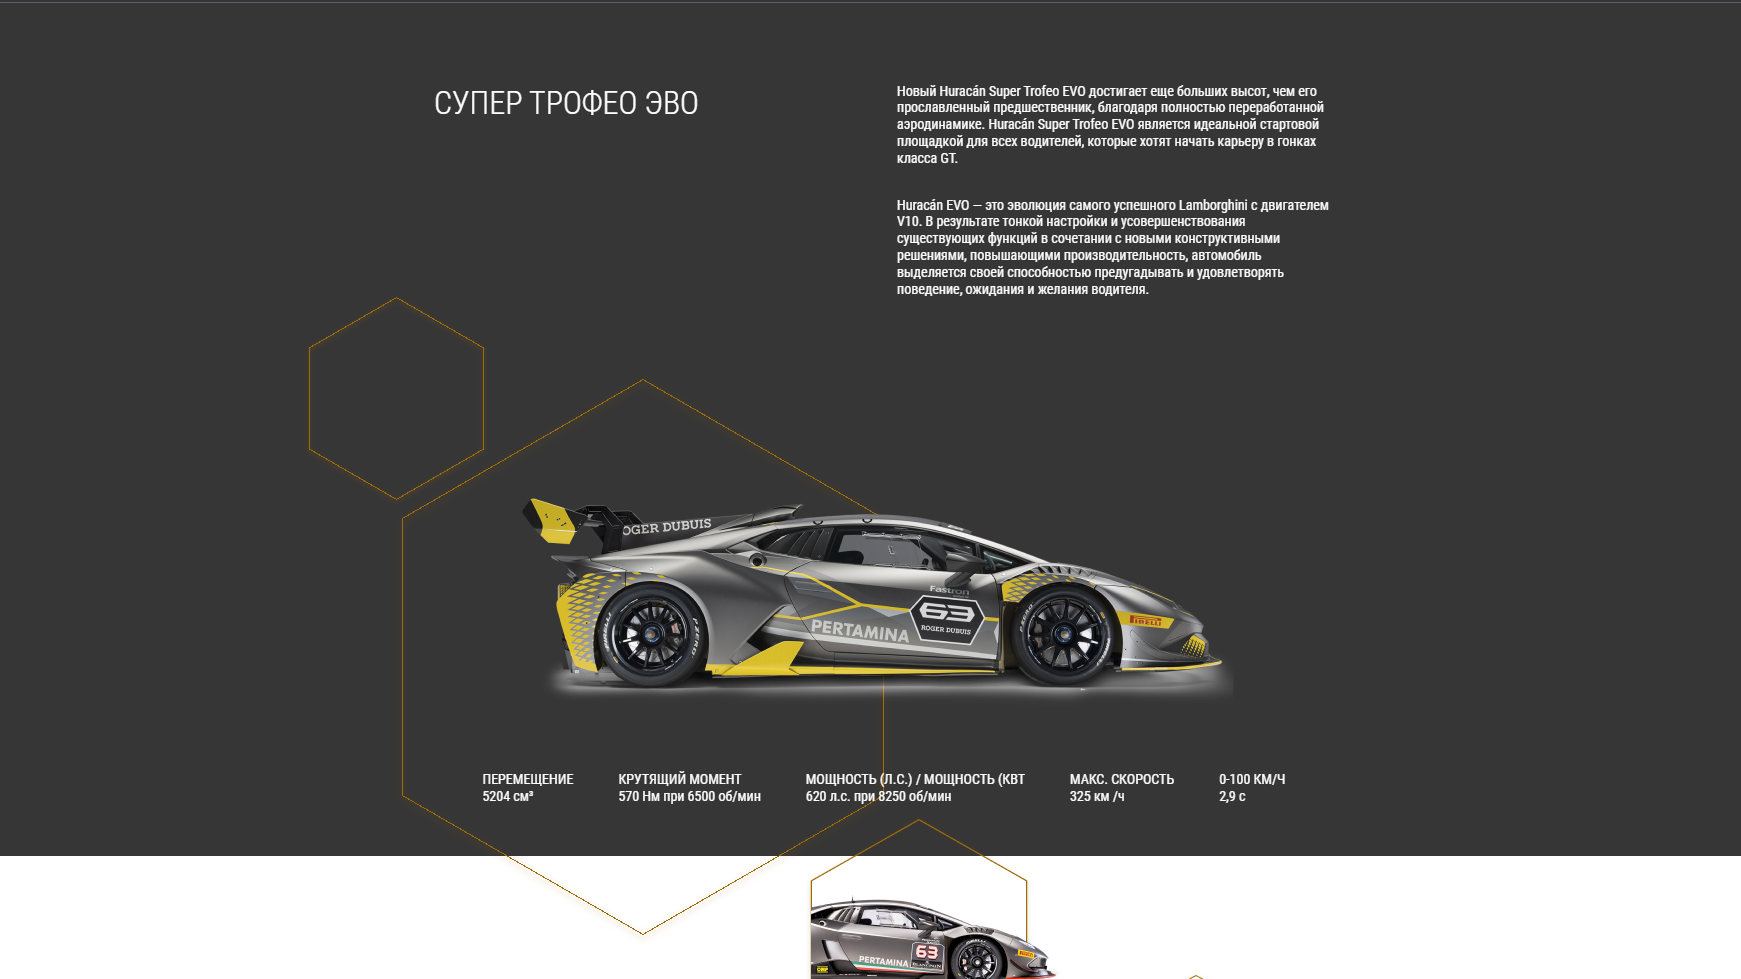 СУПЕР ТРОФЕО ЭВО
Новый Huracán Super Trofeo EVO достигает еще больших высот, чем его
прославленный предшественник, благодаря полностью переработанной
аэродинамике. Huracán Super Trofeo EVO является идеальной стартовой
площадкой для всех водителей, которые хотят начать карьеру в гонках
класса GT.
Huracán EVO — это эволюция самого успешного Lamborghini с двигателем
V10. В результате тонкой настройки и усовершенствования
существующих функций в сочетании с новыми конструктивными
решениями, повышающими производительность, автомобиль
выделяется своей способностью предугадывать и удовлетворять
поведение, ожидания и желания водителя.
OGER DUBUIS
Fastron
63
ROGER DUBUIS
PERTAMINA
PIRELLI
PIRELLI
PZERO
PZERO
ПЕРЕМЕЩЕНИЕ
5204 см³
КРУТЯЩИЙ МОМЕНТ
570 Нм при 6500 об/мин
МОЩНОСТЬ (Л.С.) / МОЩНОСТЬ (КВТ
620 л.с. при 8250 об/мин
МАКС. СКОРОСТЬ
325 км /ч
0-100 КМ/Ч
2,9 с
63
PERTAMINA